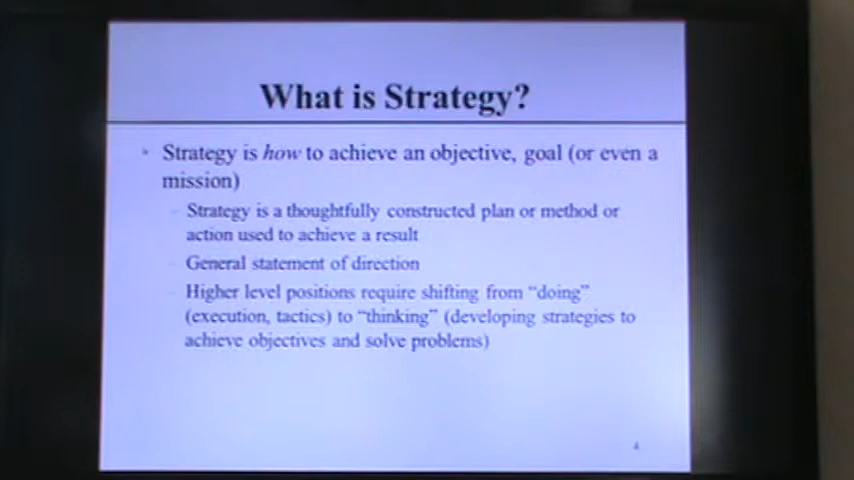 What is Strategy?
• Strategy is how to achieve an objective, goal (or even a
mission)
– Strategy is a thoughtfully constructed plan or method or
action used to achieve a result
– General statement of direction
– Higher level positions require shifting from “doing”
(execution, tactics) to “thinking” (developing strategies to
achieve objectives and solve problems)
4